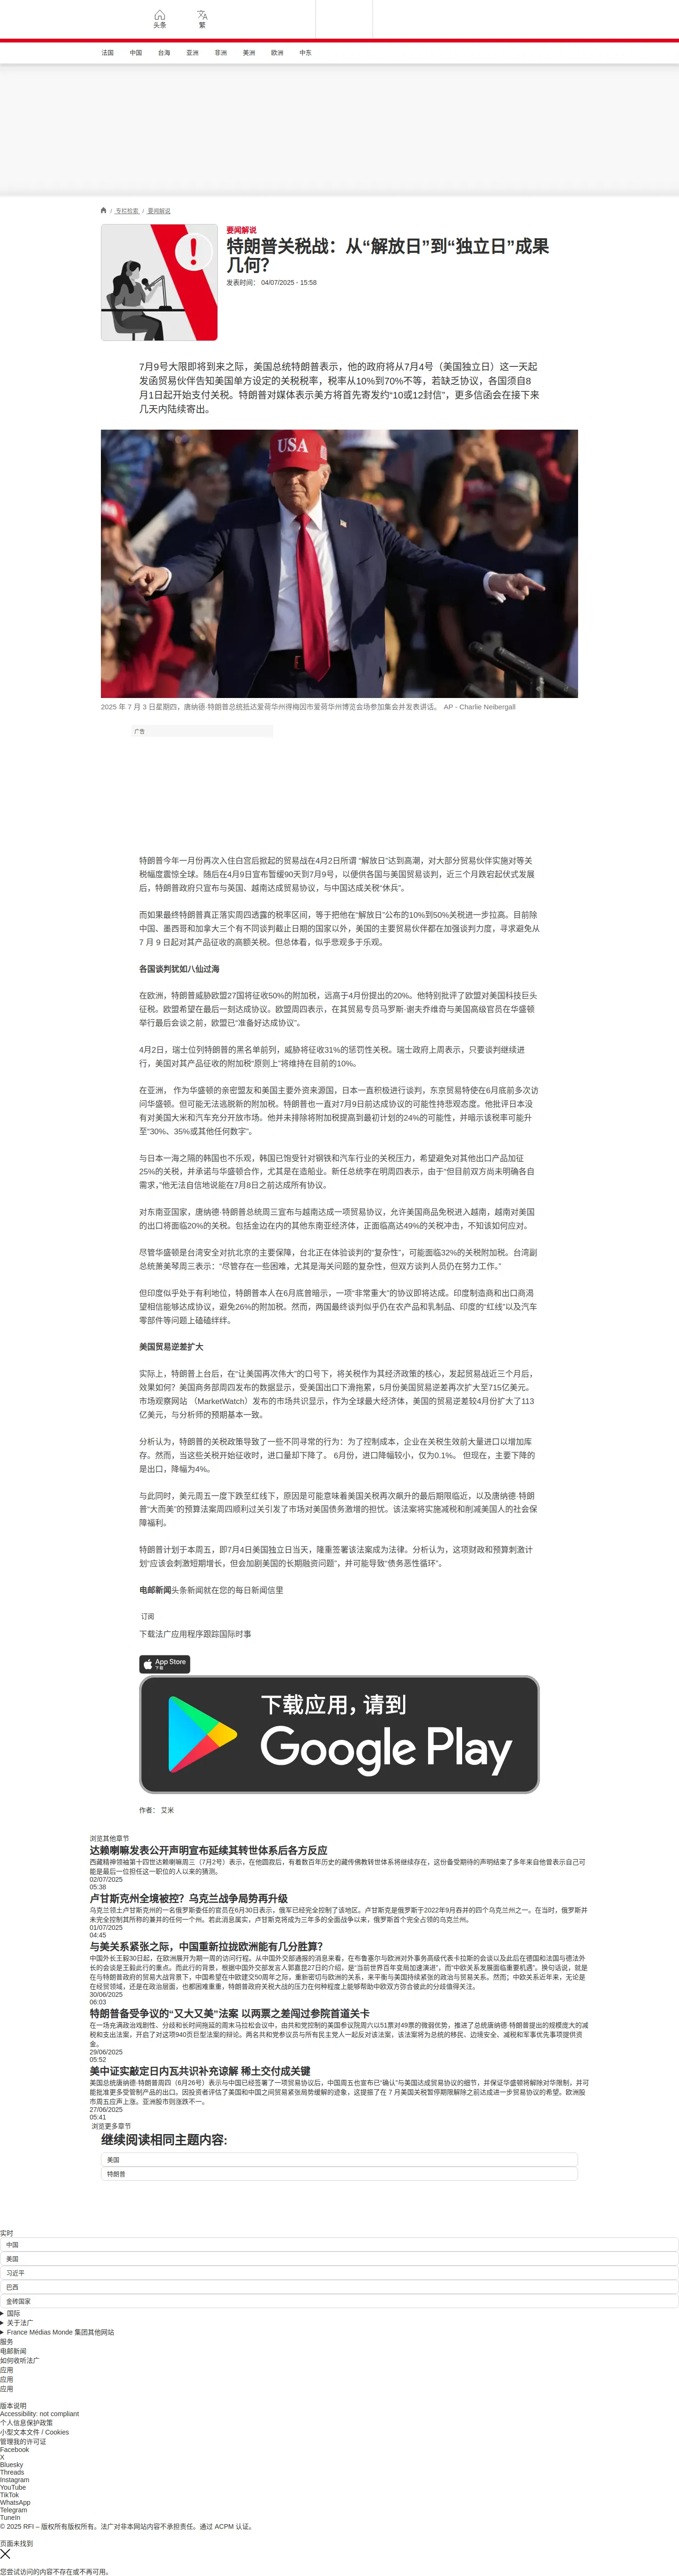 头条
繁
法国 中国 台海 亚洲 非洲 美洲 欧洲 中东
/ 专栏检索 / 要闻解说
要闻解说
特朗普关税战：从“解放日”到“独立日”成果
几何？
发表时间： 04/07/2025 - 15:58
7月9号大限即将到来之际，美国总统特朗普表示，他的政府将从7月4号（美国独立日）这一天起
发函贸易伙伴告知美国单方设定的关税税率，税率从10%到70%不等，若缺乏协议，各国须自8
月1日起开始支付关税。特朗普对媒体表示美方将首先寄发约“10或12封信”，更多信函会在接下来
几天内陆续寄出。
USA
2025 年 7 月 3 日星期四，唐纳德·特朗普总统抵达爱荷华州得梅因市爱荷华州博览会场参加集会并发表讲话。 AP - Charlie Neibergall
广告
特朗普今年一月份再次入住白宫后掀起的贸易战在4月2日所谓 “解放日”达到高潮，对大部分贸易伙伴实施对等关
税幅度震惊全球。随后在4月9日宣布暂缓90天到7月9号，以便供各国与美国贸易谈判，近三个月跌宕起伏式发展
后，特朗普政府只宣布与英国、越南达成贸易协议，与中国达成关税“休兵”。
而如果最终特朗普真正落实周四透露的税率区间，等于把他在“解放日”公布的10%到50%关税进一步拉高。目前除
中国、墨西哥和加拿大三个有不同谈判截止日期的国家以外，美国的主要贸易伙伴都在加强谈判力度，寻求避免从
7 月 9 日起对其产品征收的高额关税。但总体看，似乎悲观多于乐观。
各国谈判犹如八仙过海
在欧洲，特朗普威胁欧盟27国将征收50%的附加税，远高于4月份提出的20%。他特别批评了欧盟对美国科技巨头
征税。欧盟希望在最后一刻达成协议。欧盟周四表示，在其贸易专员马罗斯·谢夫乔维奇与美国高级官员在华盛顿
举行最后会谈之前，欧盟已“准备好达成协议”。
4月2日，瑞士位列特朗普的黑名单前列，威胁将征收31%的惩罚性关税。瑞士政府上周表示，只要谈判继续进
行，美国对其产品征收的附加税“原则上”将维持在目前的10%。
在亚洲， 作为华盛顿的亲密盟友和美国主要外资来源国，日本一直积极进行谈判，东京贸易特使在6月底前多次访
问华盛顿。但可能无法逃脱新的附加税。特朗普也一直对7月9日前达成协议的可能性持悲观态度。他批评日本没
有对美国大米和汽车充分开放市场。他并未排除将附加税提高到最初计划的24%的可能性，并暗示该税率可能升
至“30%、35%或其他任何数字”。
与日本一海之隔的韩国也不乐观，韩国已饱受针对钢铁和汽车行业的关税压力，希望避免对其他出口产品加征
25%的关税，并承诺与华盛顿合作，尤其是在造船业。新任总统李在明周四表示，由于“但目前双方尚未明确各自
需求，”他无法自信地说能在7月8日之前达成所有协议。
对东南亚国家，唐纳德·特朗普总统周三宣布与越南达成一项贸易协议，允许美国商品免税进入越南，越南对美国
的出口将面临20%的关税。包括金边在内的其他东南亚经济体，正面临高达49%的关税冲击，不知该如何应对。
尽管华盛顿是台湾安全对抗北京的主要保障，台北正在体验谈判的“复杂性”，可能面临32%的关税附加税。台湾副
总统萧美琴周三表示：“尽管存在一些困难，尤其是海关问题的复杂性，但双方谈判人员仍在努力工作。”
但印度似乎处于有利地位，特朗普本人在6月底曾暗示，一项“非常重大”的协议即将达成。印度制造商和出口商渴
望相信能够达成协议，避免26%的附加税。然而，两国最终谈判似乎仍在农产品和乳制品、印度的“红线”以及汽车
零部件等问题上磕磕绊绊。
美国贸易逆差扩大
实际上，特朗普上台后，在“让美国再次伟大”的口号下，将关税作为其经济政策的核心，发起贸易战近三个月后，
效果如何？美国商务部周四发布的数据显示，受美国出口下滑拖累，5月份美国贸易逆差再次扩大至715亿美元。
市场观察网站 （MarketWatch）发布的市场共识显示，作为全球最大经济体，美国的贸易逆差较4月份扩大了113
亿美元，与分析师的预期基本一致。
分析认为，特朗普的关税政策导致了一些不同寻常的行为：为了控制成本，企业在关税生效前大量进口以增加库
存。然而，当这些关税开始征收时，进口量却下降了。 6月份，进口降幅较小，仅为0.1%。 但现在，主要下降的
是出口，降幅为4%。
与此同时，美元周五一度下跌至红线下，原因是可能意味着美国关税再次飙升的最后期限临近，以及唐纳德·特朗
普“大而美”的预算法案周四顺利过关引发了市场对美国债务激增的担忧。该法案将实施减税和削减美国人的社会保
障福利。
特朗普计划于本周五，即7月4日美国独立日当天，隆重签署该法案成为法律。分析认为，这项财政和预算刺激计
划“应该会刺激短期增长，但会加剧美国的长期融资问题”，并可能导致“债务恶性循环”。
电邮新闻头条新闻就在您的每日新闻信里
订阅
下载法广应用程序跟踪国际时事
App Store
下载
下载应用，请到
Google Play
作者： 艾米
浏览其他章节
达赖喇嘛发表公开声明宣布延续其转世体系后各方反应
西藏精神领袖第十四世达赖喇嘛周三（7月2号）表示，在他圆寂后，有着数百年历史的藏传佛教转世体系将继续存在，这份备受期待的声明结束了多年来自他曾表示自己可
能是最后一位担任这一职位的人以来的猜测。
02/07/2025
05:38
卢甘斯克州全境被控？乌克兰战争局势再升级
乌克兰领土卢甘斯克州的一名俄罗斯委任的官员在6月30日表示，俄军已经完全控制了该地区。卢甘斯克是俄罗斯于2022年9月吞并的四个乌克兰州之一。在当时，俄罗斯并
未完全控制其所称的兼并的任何一个州。若此消息属实，卢甘斯克将成为三年多的全面战争以来，俄罗斯首个完全占领的乌克兰州。
01/07/2025
04:45
与美关系紧张之际，中国重新拉拢欧洲能有几分胜算？
中国外长王毅30日起，在欧洲展开为期一周的访问行程。从中国外交部通报的消息来看，在布鲁塞尔与欧洲对外事务高级代表卡拉斯的会谈以及此后在德国和法国与德法外
长的会谈是王毅此行的重点。而此行的背景，根据中国外交部发言人郭嘉昆27日的介绍，是“当前世界百年变局加速演进”，而“中欧关系发展面临重要机遇”。换句话说，就是
在与特朗普政府的贸易大战背景下，中国希望在中欧建交50周年之际，重新密切与欧洲的关系，来平衡与美国持续紧张的政治与贸易关系。然而；中欧关系近年来，无论是
在经贸领域，还是在政治层面，也都困难重重，特朗普政府关税大战的压力在何种程度上能够帮助中欧双方弥合彼此的分歧值得关注。
30/06/2025
06:03
特朗普备受争议的“又大又美”法案 以两票之差闯过参院首道关卡
在一场充满政治戏剧性、分歧和长时间拖延的周末马拉松会议中，由共和党控制的美国参议院周六以51票对49票的微弱优势，推进了总统唐纳德·特朗普提出的规模庞大的减
税和支出法案，开启了对这项940页巨型法案的辩论。两名共和党参议员与所有民主党人一起反对该法案，该法案将为总统的移民、边境安全、减税和军事优先事项提供资
金。
29/06/2025
05:52
美中证实敲定日内瓦共识补充谅解 稀土交付成关键
美国总统唐纳德·特朗普周四（6月26号）表示与中国已经签署了一项贸易协议后，中国周五也宣布已“确认”与美国达成贸易协议的细节，并保证华盛顿将解除对华限制，并可
能批准更多受管制产品的出口。因投资者评估了美国和中国之间贸易紧张局势缓解的迹象，这提振了在 7 月美国关税暂停期限解除之前达成进一步贸易协议的希望。欧洲股
市周五应声上涨。亚洲股市则涨跌不一。
27/06/2025
05:41
浏览更多章节
继续阅读相同主题内容:
美国
特朗普
实时
中国
美国
习近平
巴西
金砖国家
国际
关于法广
France Médias Monde 集团其他网站
服务
电邮新闻
如何收听法广
应用
应用
应用
版本说明
Accessibility: not compliant
个人信息保护政策
小型文本文件 / Cookies
管理我的许可证
Facebook
X
Bluesky
Threads
Instagram
YouTube
TikTok
WhatsApp
Telegram
TuneIn
© 2025 RFI – 版权所有版权所有。法广对非本网站内容不承担责任。通过 ACPM 认证。
页面未找到
您尝试访问的内容不存在或不再可用。